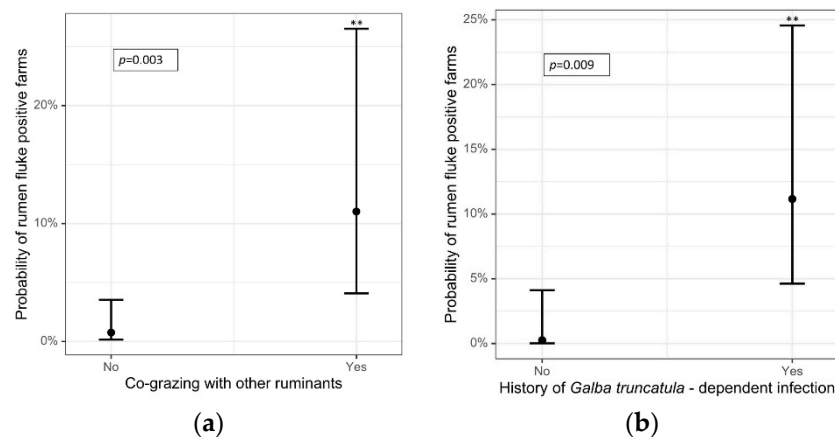 **
p=0.003
20%
10%
0%
Probability of rumen fluke positive farms
No
Yes
Co-grazing with other ruminants
(a)
**
25%
p=0.009
20%
15%
10%
5%
0%
Probability of rumen fluke positive farms
No
Yes
History of Galba truncatula - dependent infection
(b)